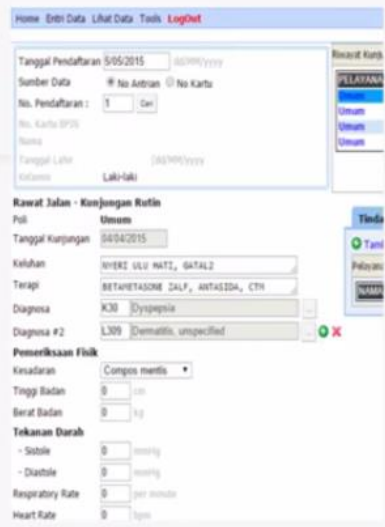 Home Entri Data Lihat Data Tools LogOut
Tanggal Pendaftaran 5/05/2015 (dd/MM/yyyy
Sumber Data No Antrian No Kartu
No. Pendaftaran : 1 Cari
No. Kartu BPJS
Nama
Tanggal Lahir (dd/MM/yyyy
Kelamin Laki-laki
Riwayat Kunj
PELAYANA
Umum
Umum
Umum
Umum
Rawat Jalan - Kunjungan Rutin
Poli Umum
Tanggal Kunjungan 04/04/2015
Keluhan NYERI ULU HATI, GATAL2
Terapi BETAMETASONE ZALF, ANTASIDA, CTM
Diagnosa K30 Dyspepsia ...
Diagnosa #2 L309 Dermatitis, unspecified ...
Pemeriksaan Fisik
Kesadaran Compos mentis
Tinggi Badan 0 cm
Berat Badan 0 kg
Tekanan Darah
- Sistole 0 mmHg
- Diastole 0 mmHg
Respiratory Rate 0 per minute
Heart Rate 0 bpm
Tinda
Tam
Pelayana
NAMA